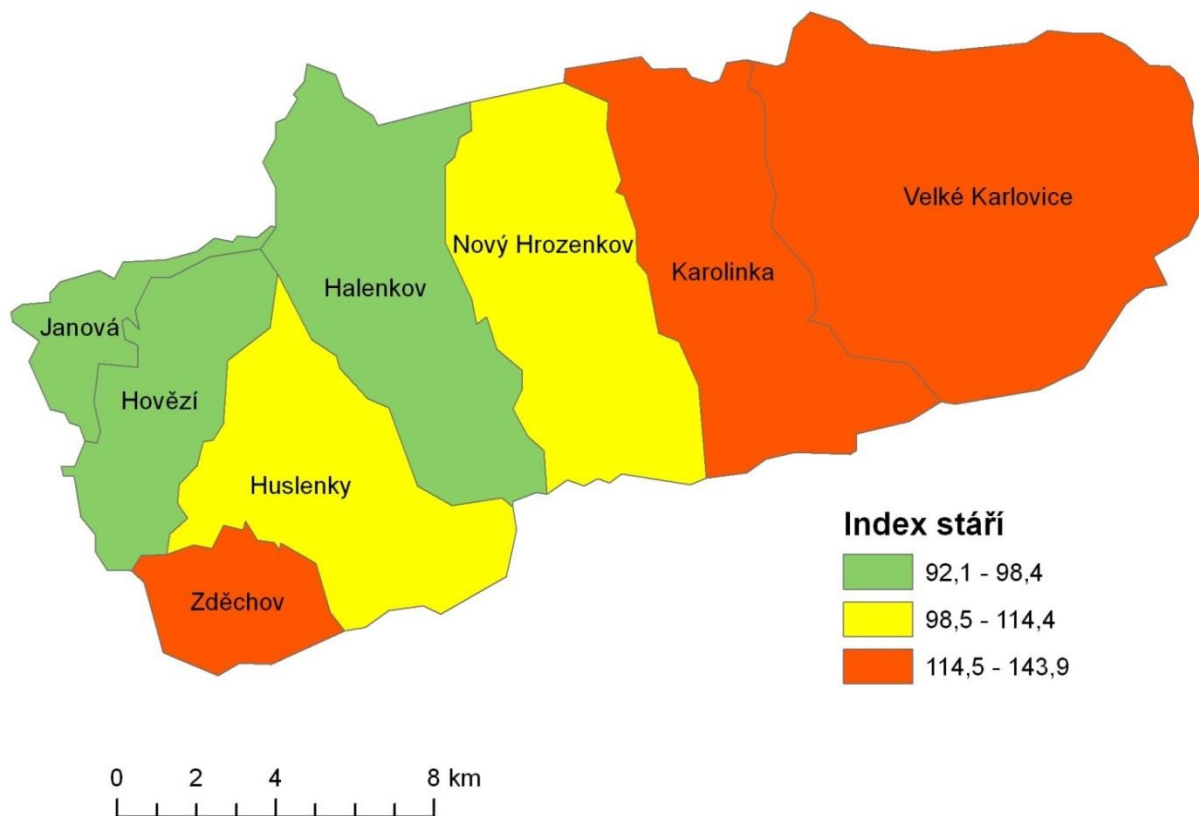 Velké Karlovice
Nový Hrozenkov
Karolinka
Halenkov
Janová
Hovězí
Huslenky
Zděchov
Index stáří
92,1 - 98,4
98,5 - 114,4
114,5 - 143,9
0 2 4 8 km